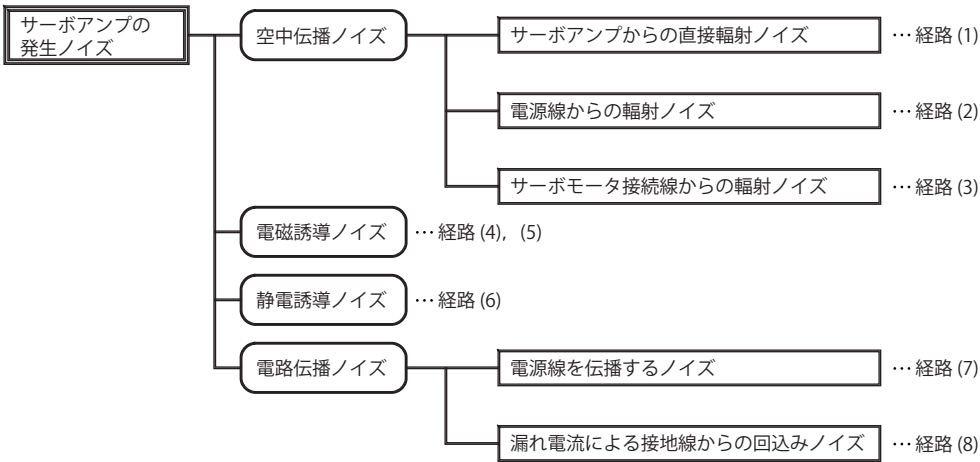 サーボアンプの
発生ノイズ
空中伝播ノイズ
サーボアンプからの直接輻射ノイズ
…経路 (1)
電源線からの輻射ノイズ
…経路 (2)
サーボモータ接続線からの輻射ノイズ
…経路 (3)
電磁誘導ノイズ …経路 (4), (5)
静電誘導ノイズ …経路 (6)
電路伝播ノイズ
電源線を伝播するノイズ
…経路 (7)
漏れ電流による接地線からの回込みノイズ
…経路 (8)